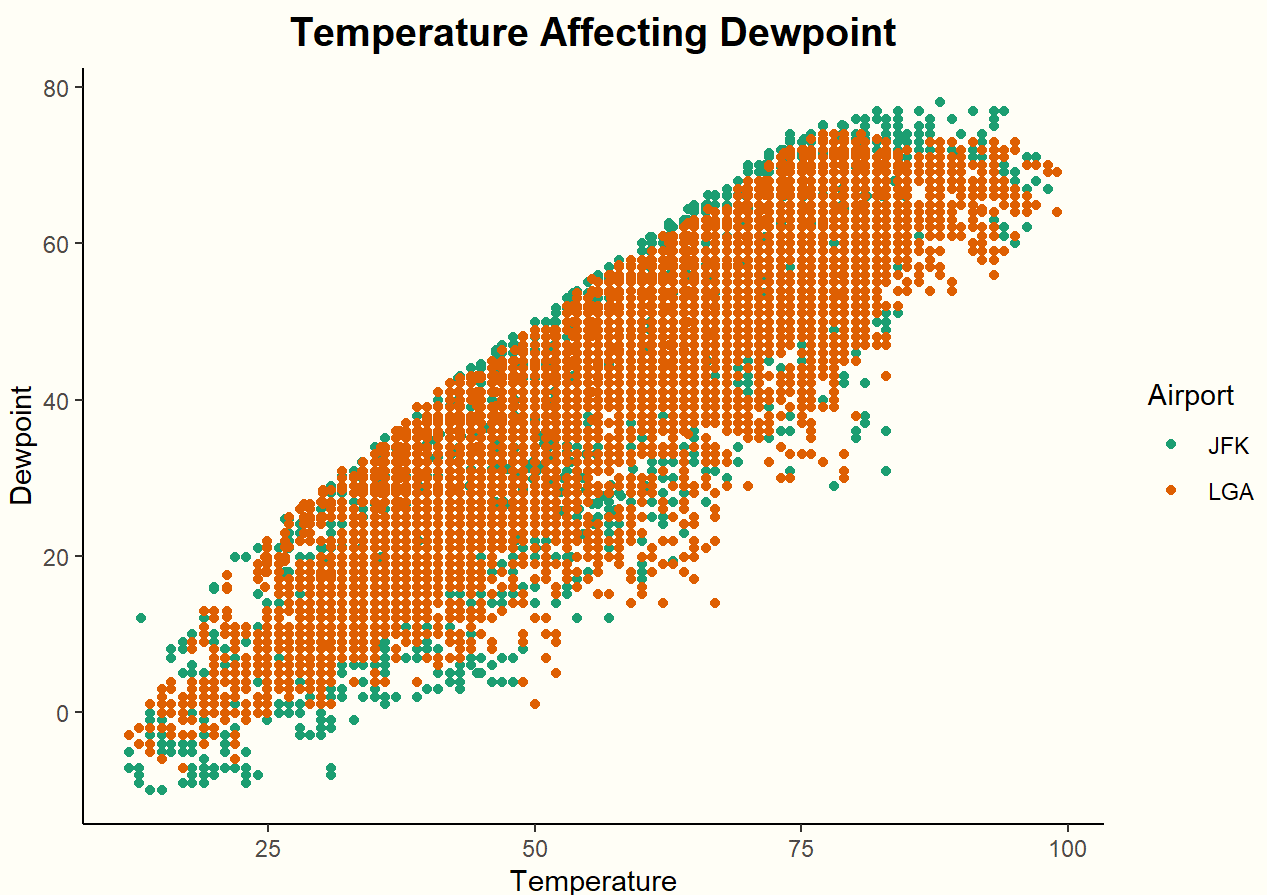 Temperature Affecting Dewpoint
80
60
40
20
0
Dewpoint
25 50 75 100
Temperature
Airport
JFK
LGA